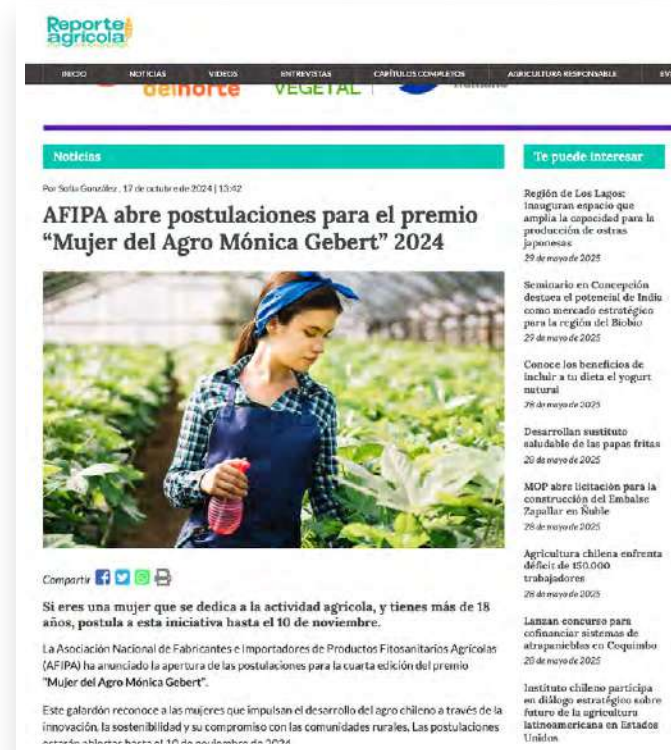 Reporte
agrícola
INICIO NOTICIAS VIDEOS ENTREVISTAS CAPÍTULOS COMPLETOS AGRICULTURA RESPONSABLE
delnorte VEGETAL
Noticias
Por Sofía González, 17 de octubre de 2024 | 13:42
AFIPA abre postulaciones para el premio
“Mujer del Agro Mónica Gebert” 2024
Compartir
Si eres una mujer que se dedica a la actividad agrícola, y tienes más de 18
años, postula a esta iniciativa hasta el 10 de noviembre.
La Asociación Nacional de Fabricantes e Importadores de Productos Fitosanitarios Agrícolas
(AFIPA) ha anunciado la apertura de las postulaciones para la cuarta edición del premio
"Mujer del Agro Mónica Gebert".
Este galardón reconoce a las mujeres que impulsan el desarrollo del agro chileno a través de la
innovación, la sostenibilidad y su compromiso con las comunidades rurales. Las postulaciones
estarán abiertas hasta el 10 de noviembre de 2024
Te puede interesar
Región de Los Lagos:
inauguran espacio que
amplía la capacidad para la
producción de ostras
japonesas
29 de mayo de 2025
Seminario en Concepción
destaca el potencial de India
como mercado estratégico
para la región del Biobío
29 de mayo de 2025
Conoce los beneficios de
incluir a tu dieta el yogurt
natural
28 de mayo de 2025
Desarrollan sustituto
saludable de las papas fritas
28 de mayo de 2025
MOP abre licitación para la
construcción del Embalse
Zapallar en Ñuble
28 de mayo de 2025
Agricultura chilena enfrenta
déficit de 150.000
trabajadores
28 de mayo de 2025
Lanzan concurso para
cofinanciar sistemas de
atrapanieblas en Coquimbo
28 de mayo de 2025
Instituto chileno participa
en diálogo estratégico sobre
futuro de la agricultura
latinoamericana en Estados
Unidos